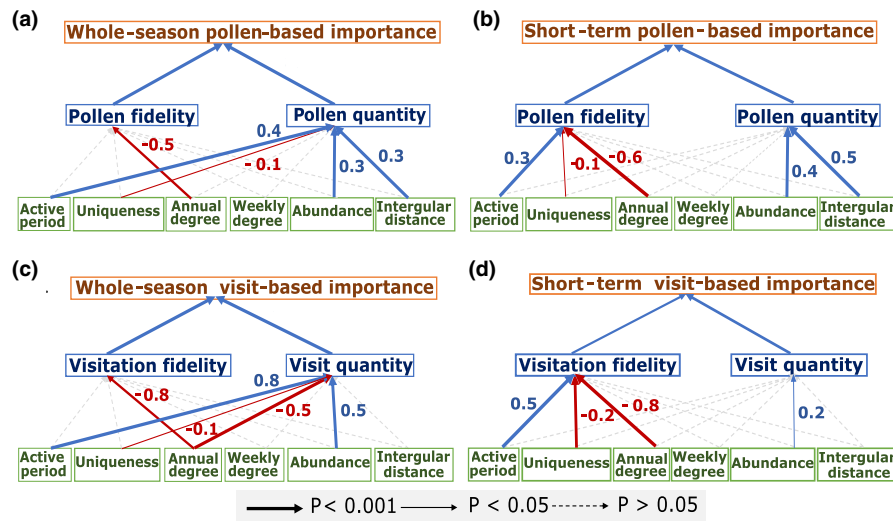 (a)
Whole-season pollen-based importance
Pollen fidelity
Pollen quantity
0.4
-0.5
-0.1
0.3
0.3
Active period
Uniqueness
Annual degree
Weekly degree
Abundance
Intergular distance
(b)
Short-term pollen-based importance
Pollen fidelity
Pollen quantity
0.3
-0.1
-0.6
0.4
0.5
Active period
Uniqueness
Annual degree
Weekly degree
Abundance
Intergular distance
(c)
Whole-season visit-based importance
Visitation fidelity
Visit quantity
0.8
-0.8
-0.1
-0.5
0.5
Active period
Uniqueness
Annual degree
Weekly degree
Abundance
Intergular distance
(d)
Short-term visit-based importance
Visitation fidelity
Visit quantity
0.5
-0.2
-0.8
0.2
Active period
Uniqueness
Annual degree
Weekly degree
Abundance
Intergular distance
P < 0.001
P < 0.05
P > 0.05